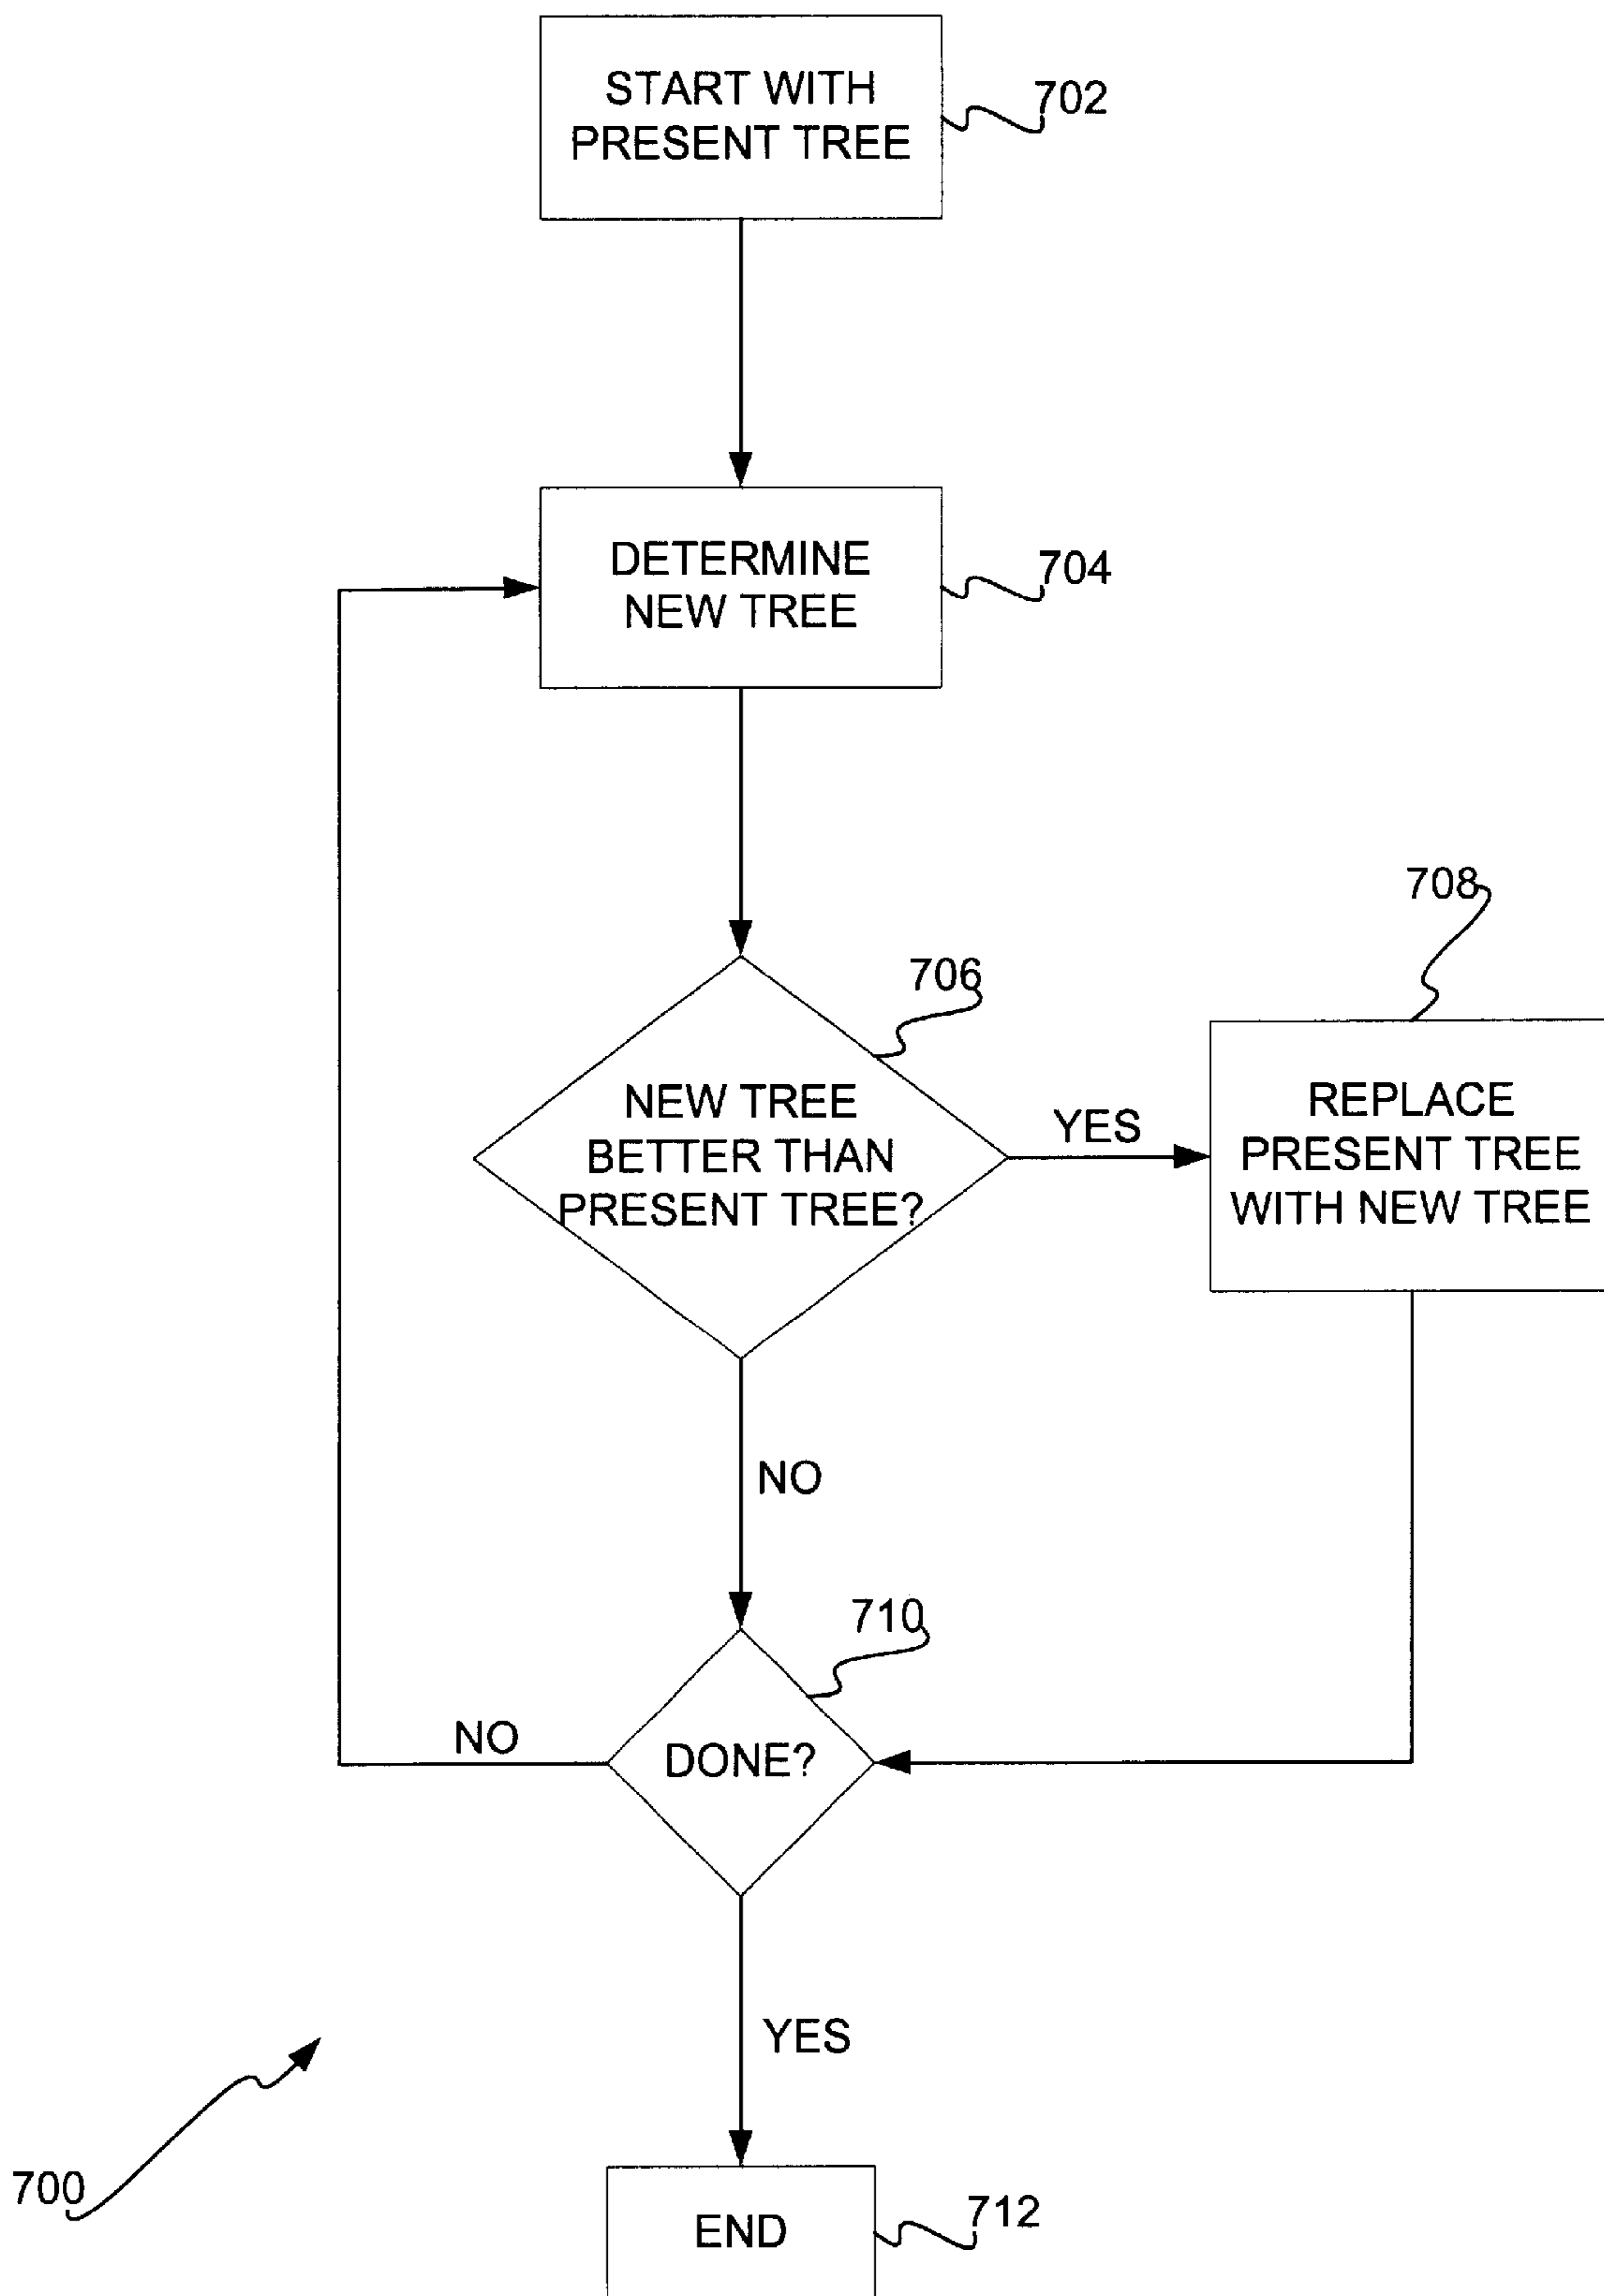 START WITH
PRESENT TREE
702
DETERMINE
NEW TREE
704
706
NEW TREE
BETTER THAN
PRESENT TREE?
YES
708
REPLACE
PRESENT TREE
WITH NEW TREE
NO
710
DONE?
NO
YES
700
END
712